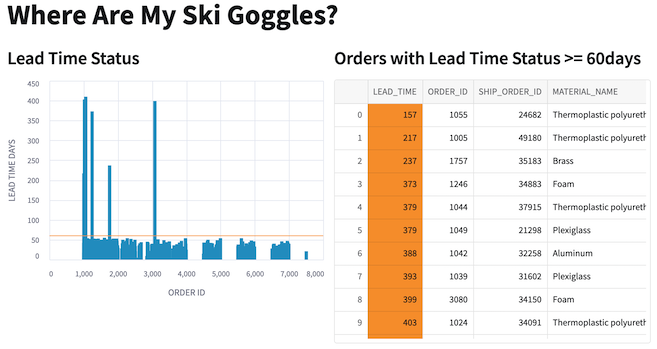 Where Are My Ski Goggles?
Lead Time Status
450
400
350
300
250
200
150
100
50
0
LEAD TIME DAYS
0 1,000 2,000 3,000 4,000 5,000 6,000 7,000 8,000
ORDER ID
Orders with Lead Time Status >= 60days
LEAD_TIME ORDER_ID SHIP_ORDER_ID MATERIAL_NAME
0 157 1055 24682 Thermoplastic polyureth
1 217 1005 49180 Thermoplastic polyureth
2 237 1757 35183 Brass
3 373 1246 34883 Foam
4 379 1044 37915 Thermoplastic polyureth
5 379 1049 21298 Plexiglass
6 388 1042 32258 Aluminum
7 393 1039 31602 Plexiglass
8 399 3080 34150 Foam
9 403 1024 34091 Thermoplastic polyureth